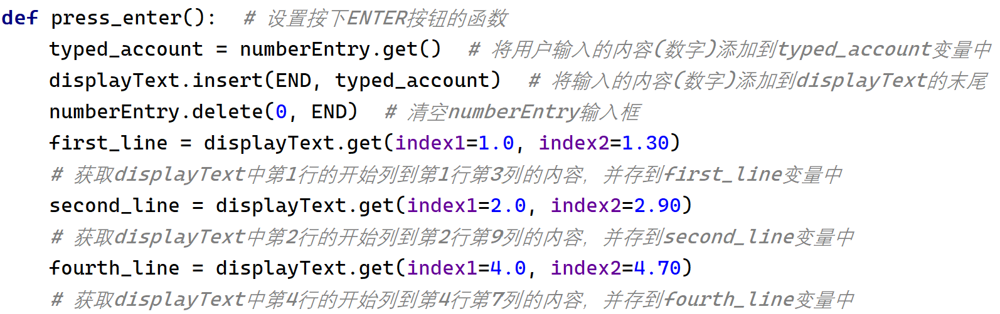 def press_enter():  # 设置按下ENTER按钮的函数
    typed_account = numberEntry.get()  # 将用户输入的内容(数字)添加到typed_account变量中
    displayText.insert(END, typed_account)  # 将输入的内容(数字)添加到displayText的末尾
    numberEntry.delete(0, END)  # 清空numberEntry输入框
    first_line = displayText.get(index1=1.0, index2=1.30)
    # 获取displayText中第1行的开始列到第1行第3列的内容，并存到first_line变量中
    second_line = displayText.get(index1=2.0, index2=2.90)
    # 获取displayText中第2行的开始列到第2行第9列的内容，并存到second_line变量中
    fourth_line = displayText.get(index1=4.0, index2=4.70)
    # 获取displayText中第4行的开始列到第4行第7列的内容，并存到fourth_line变量中